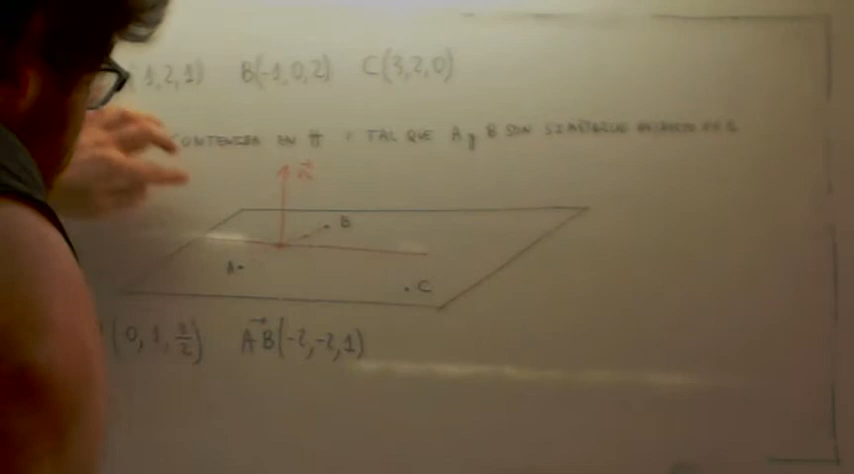 1,2,1) B(-1,0,2) C(3,2,0)
CONTENIDA EN π Y TAL QUE A y B SON
n
B
A
C
(0,1,3/2) AB(-2,-2,1)